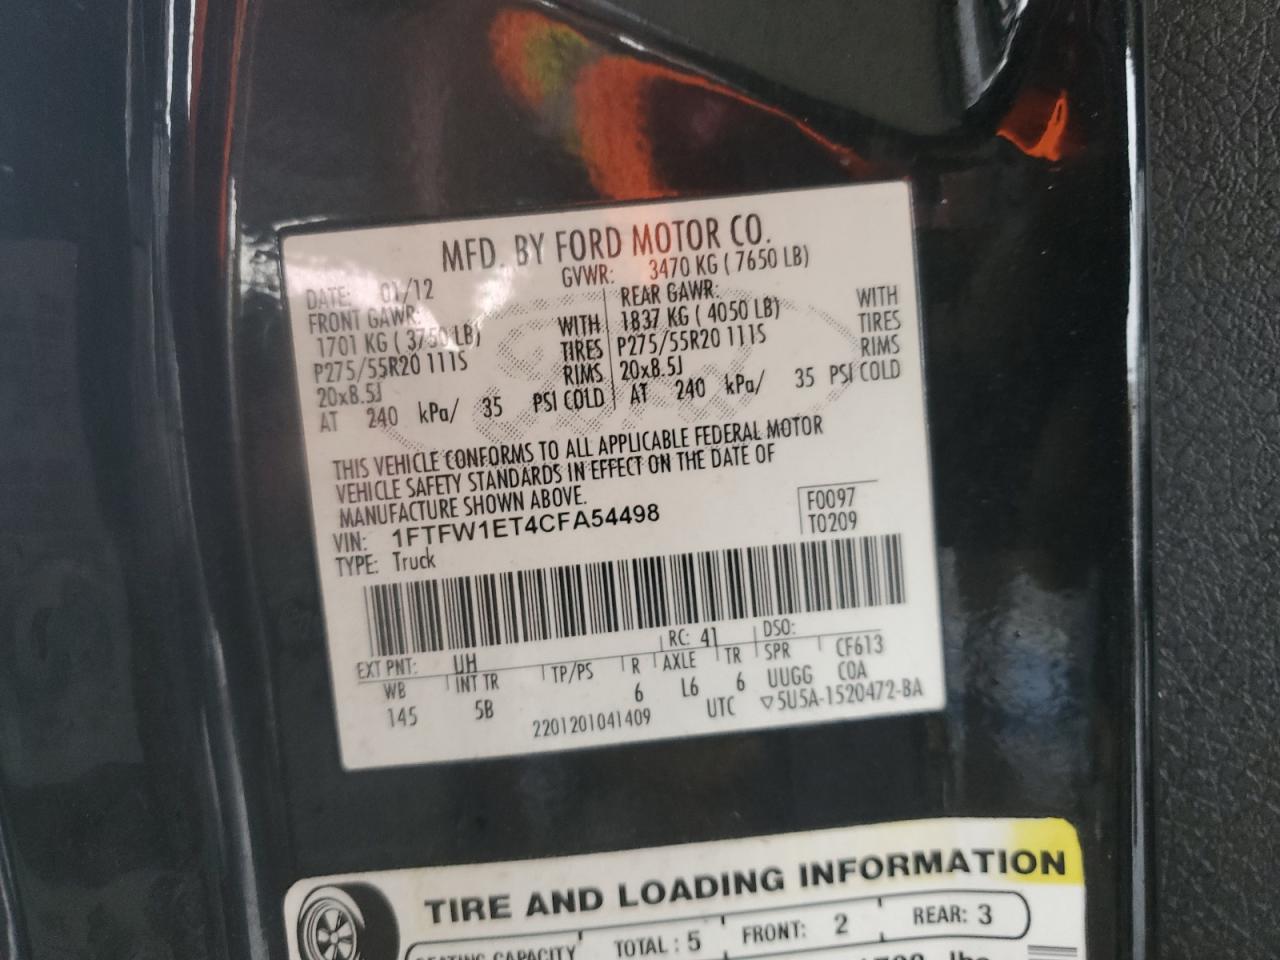 MFD. BY FORD MOTOR CO.
DATE: 01/12 GVWR: 3470 KG ( 7650 LB)
FRONT GAWR: REAR GAWR:
1701 KG ( 3750 LB) WITH 1837 KG ( 4050 LB) WITH
P275/55R20 111S TIRES P275/55R20 111S TIRES
20x8.5J RIMS 20x8.5J RIMS
AT 240 kPa/ 35 PSI COLD AT 240 kPa/ 35 PSI COLD
THIS VEHICLE CONFORMS TO ALL APPLICABLE FEDERAL MOTOR
VEHICLE SAFETY STANDARDS IN EFFECT ON THE DATE OF
MANUFACTURE SHOWN ABOVE.
VIN: 1FTFW1ET4CFA54498 F0097
TYPE: Truck T0209
EXT PNT: UH RC: 41 DSO:
WB INT TR TP/PS R AXLE TR SPR CF613
145 5B 6 L6 6 UUGG COA
2201201041409 UTC ▽5U5A-1520472-BA
TIRE AND LOADING INFORMATION
SEATING CAPACITY TOTAL : 5 FRONT: 2 REAR: 3